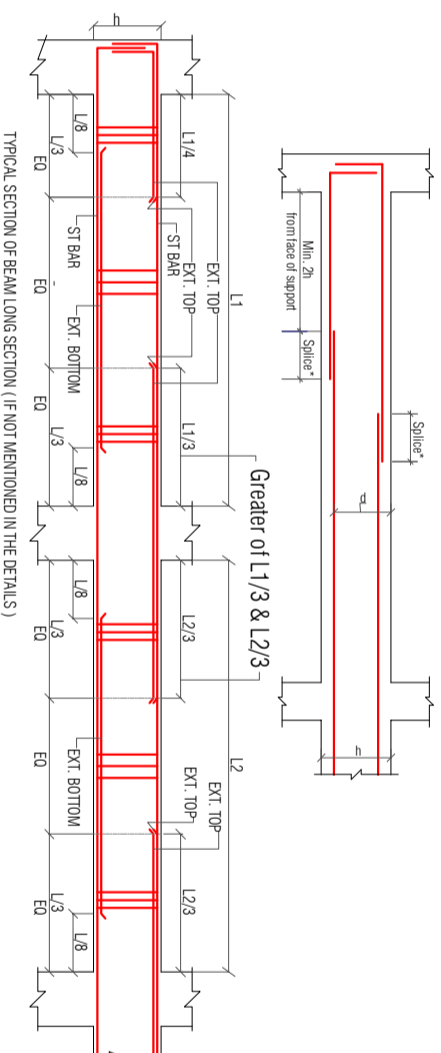 Splice*
Min. 2h
from face of support
Splice*
d
h
Greater of L1/3 & L2/3
L1
L2
h
L1/4
L1/3
L2/3
L2/3
EXT. TOP
EXT. TOP
ST BAR
EXT. TOP
EXT. TOP
ST BAR
EXT. BOTTOM
EXT. BOTTOM
L/8
L/8
L/8
L/8
L/3
L/3
L/3
L/3
EQ
EQ
EQ
EQ
EQ
EQ
TYPICAL SECTION OF BEAM LONG SECTION ( IF NOT MENTIONED IN THE DETAILS )